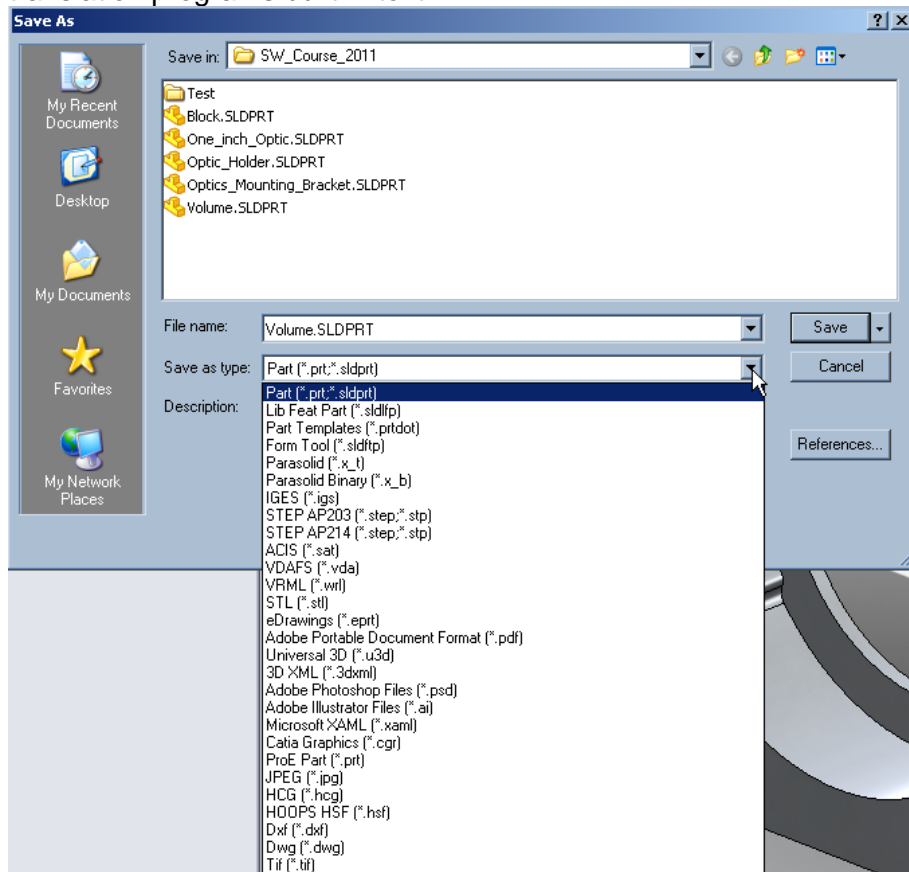 Save As
Save in: SW_Course_2011
My Recent
Documents
Desktop
My Documents
Favorites
My Network
Places
Test
Block.SLDPRT
One_inch_Optic.SLDPRT
Optic_Holder.SLDPRT
Optics_Mounting_Bracket.SLDPRT
Volume.SLDPRT
File name: Volume.SLDPRT Save
Save as type: Part (*.prt;*.sldprt) Cancel
Description:
References...
Part (*.prt;*.sldprt)
Lib Feat Part (*.sldlfp)
Part Templates (*.prtdot)
Form Tool (*.sldftp)
Parasolid (*.x_t)
Parasolid Binary (*.x_b)
IGES (*.igs)
STEP AP203 (*.step;*.stp)
STEP AP214 (*.step;*.stp)
ACIS (*.sat)
VDAFS (*.vda)
VRML (*.wrl)
STL (*.stl)
eDrawings (*.eprt)
Adobe Portable Document Format (*.pdf)
Universal 3D (*.u3d)
3D XML (*.3dxml)
Adobe Photoshop Files (*.psd)
Adobe Illustrator Files (*.ai)
Microsoft XAML (*.xaml)
Catia Graphics (*.cgr)
ProE Part (*.prt)
JPEG (*.jpg)
HCG (*.hcg)
HOOPS HSF (*.hsf)
Dxf (*.dxf)
Dwg (*.dwg)
Tif (*.tif)